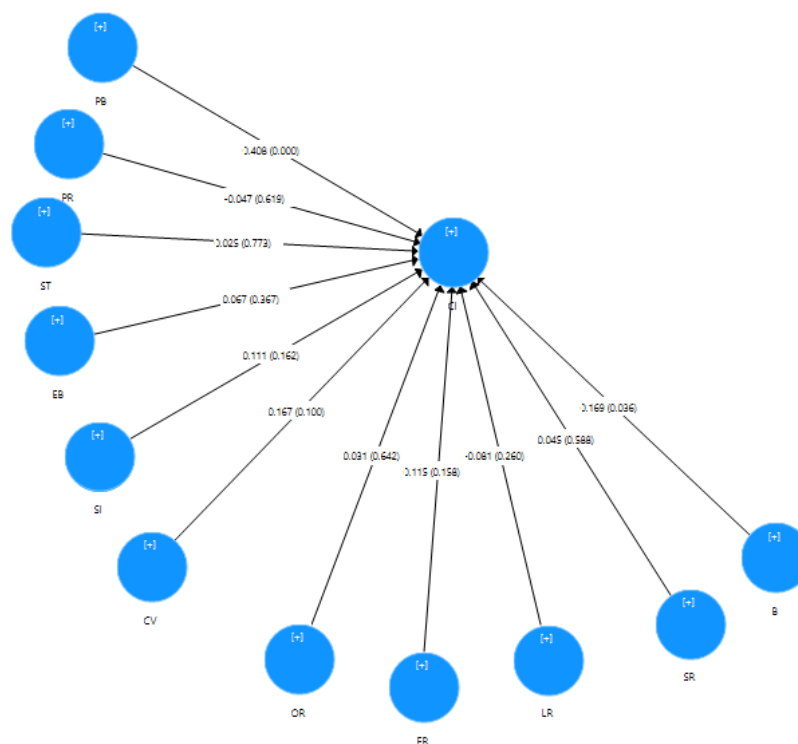 [+]
PB
[+]
PR
[+]
ST
[+]
EB
[+]
SI
[+]
CV
[+]
OR
[+]
[+]
LR
[+]
SR
[+]
B
[+]
CI
0.408 (0.000)
-0.047 (0.619)
0.025 (0.773)
0.067 (0.367)
0.111 (0.162)
0.167 (0.100)
0.031 (0.642)
0.115 (0.158)
-0.081 (0.260)
0.045 (0.588)
0.169 (0.036)